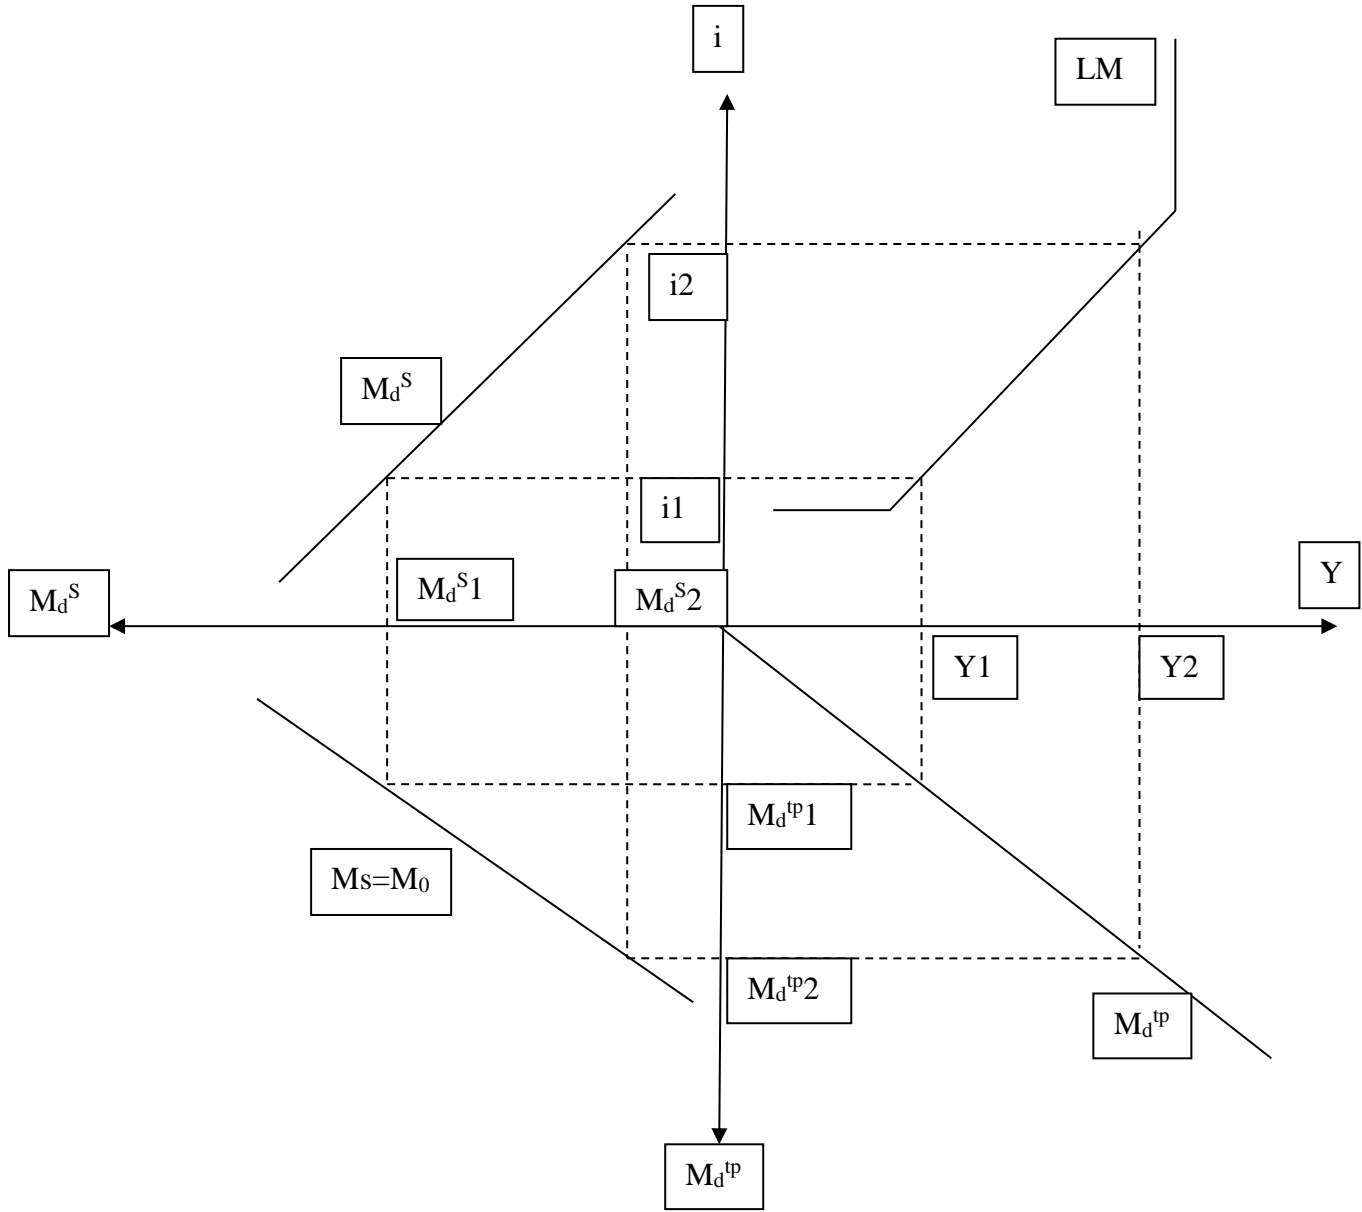 i
LM
i2
M_d^S
i1
M_d^S
M_d^S1
M_d^S2
Y
Y1
Y2
M_d^tp1
Ms=M₀
M_d^tp2
M_d^tp
M_d^tp